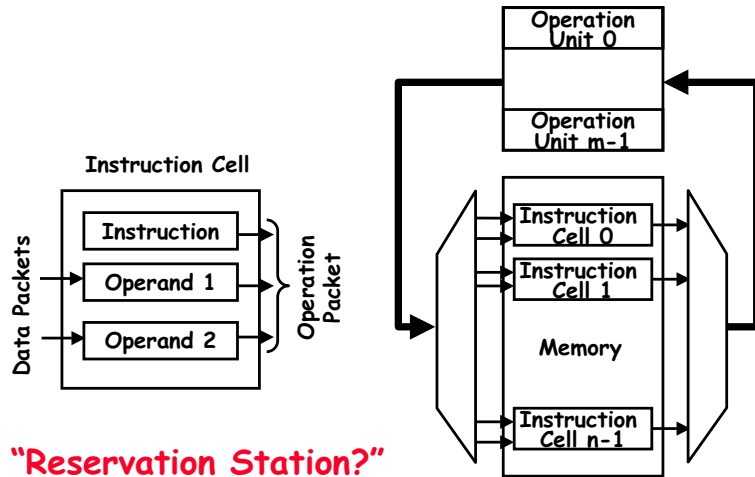 Instruction Cell
Instruction
Operand 1
Operand 2
Data Packets
Operation
Packet
"Reservation Station?"
Operation
Unit 0
Operation
Unit m-1
Instruction
Cell 0
Instruction
Cell 1
Memory
Instruction
Cell n-1